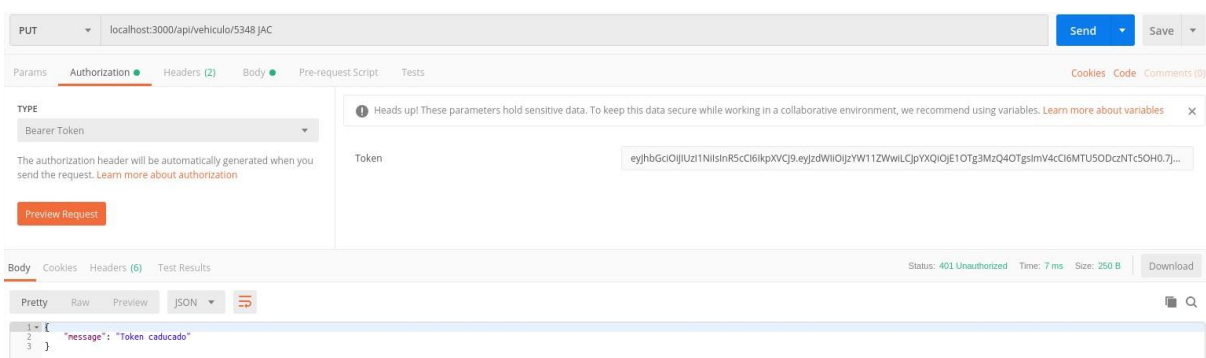 PUT localhost:3000/api/vehiculo/5348 JAC Send Save
Params Authorization Headers (2) Body Pre-request Script Tests Cookies Code Comments (0)
TYPE
Bearer Token
The authorization header will be automatically generated when you
send the request. Learn more about authorization
Preview Request
Heads up! These parameters hold sensitive data. To keep this data secure while working in a collaborative environment, we recommend using variables. Learn more about variables
Token
Body Cookies Headers (6) Test Results Status: 401 Unauthorized Time: 7 ms Size: 250 B Download
Pretty Raw Preview JSON
1 {
2 "message": "Token caducado"
3 }